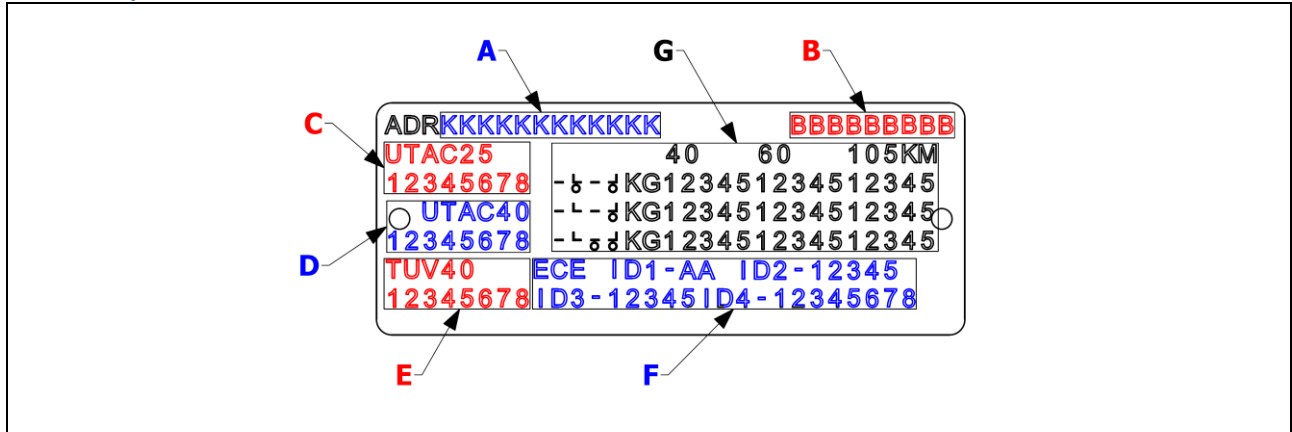 A G B
C
ADRKKKKKKKKKKKK BBBBBBBBB
UTAC25 40 60 105KM
12345678 KG123451234512345
UTAC40 KG123451234512345
D 12345678 KG123451234512345
TUV40 ECE ID1-AA ID2-12345
12345678 ID3-12345ID4-12345678
E F